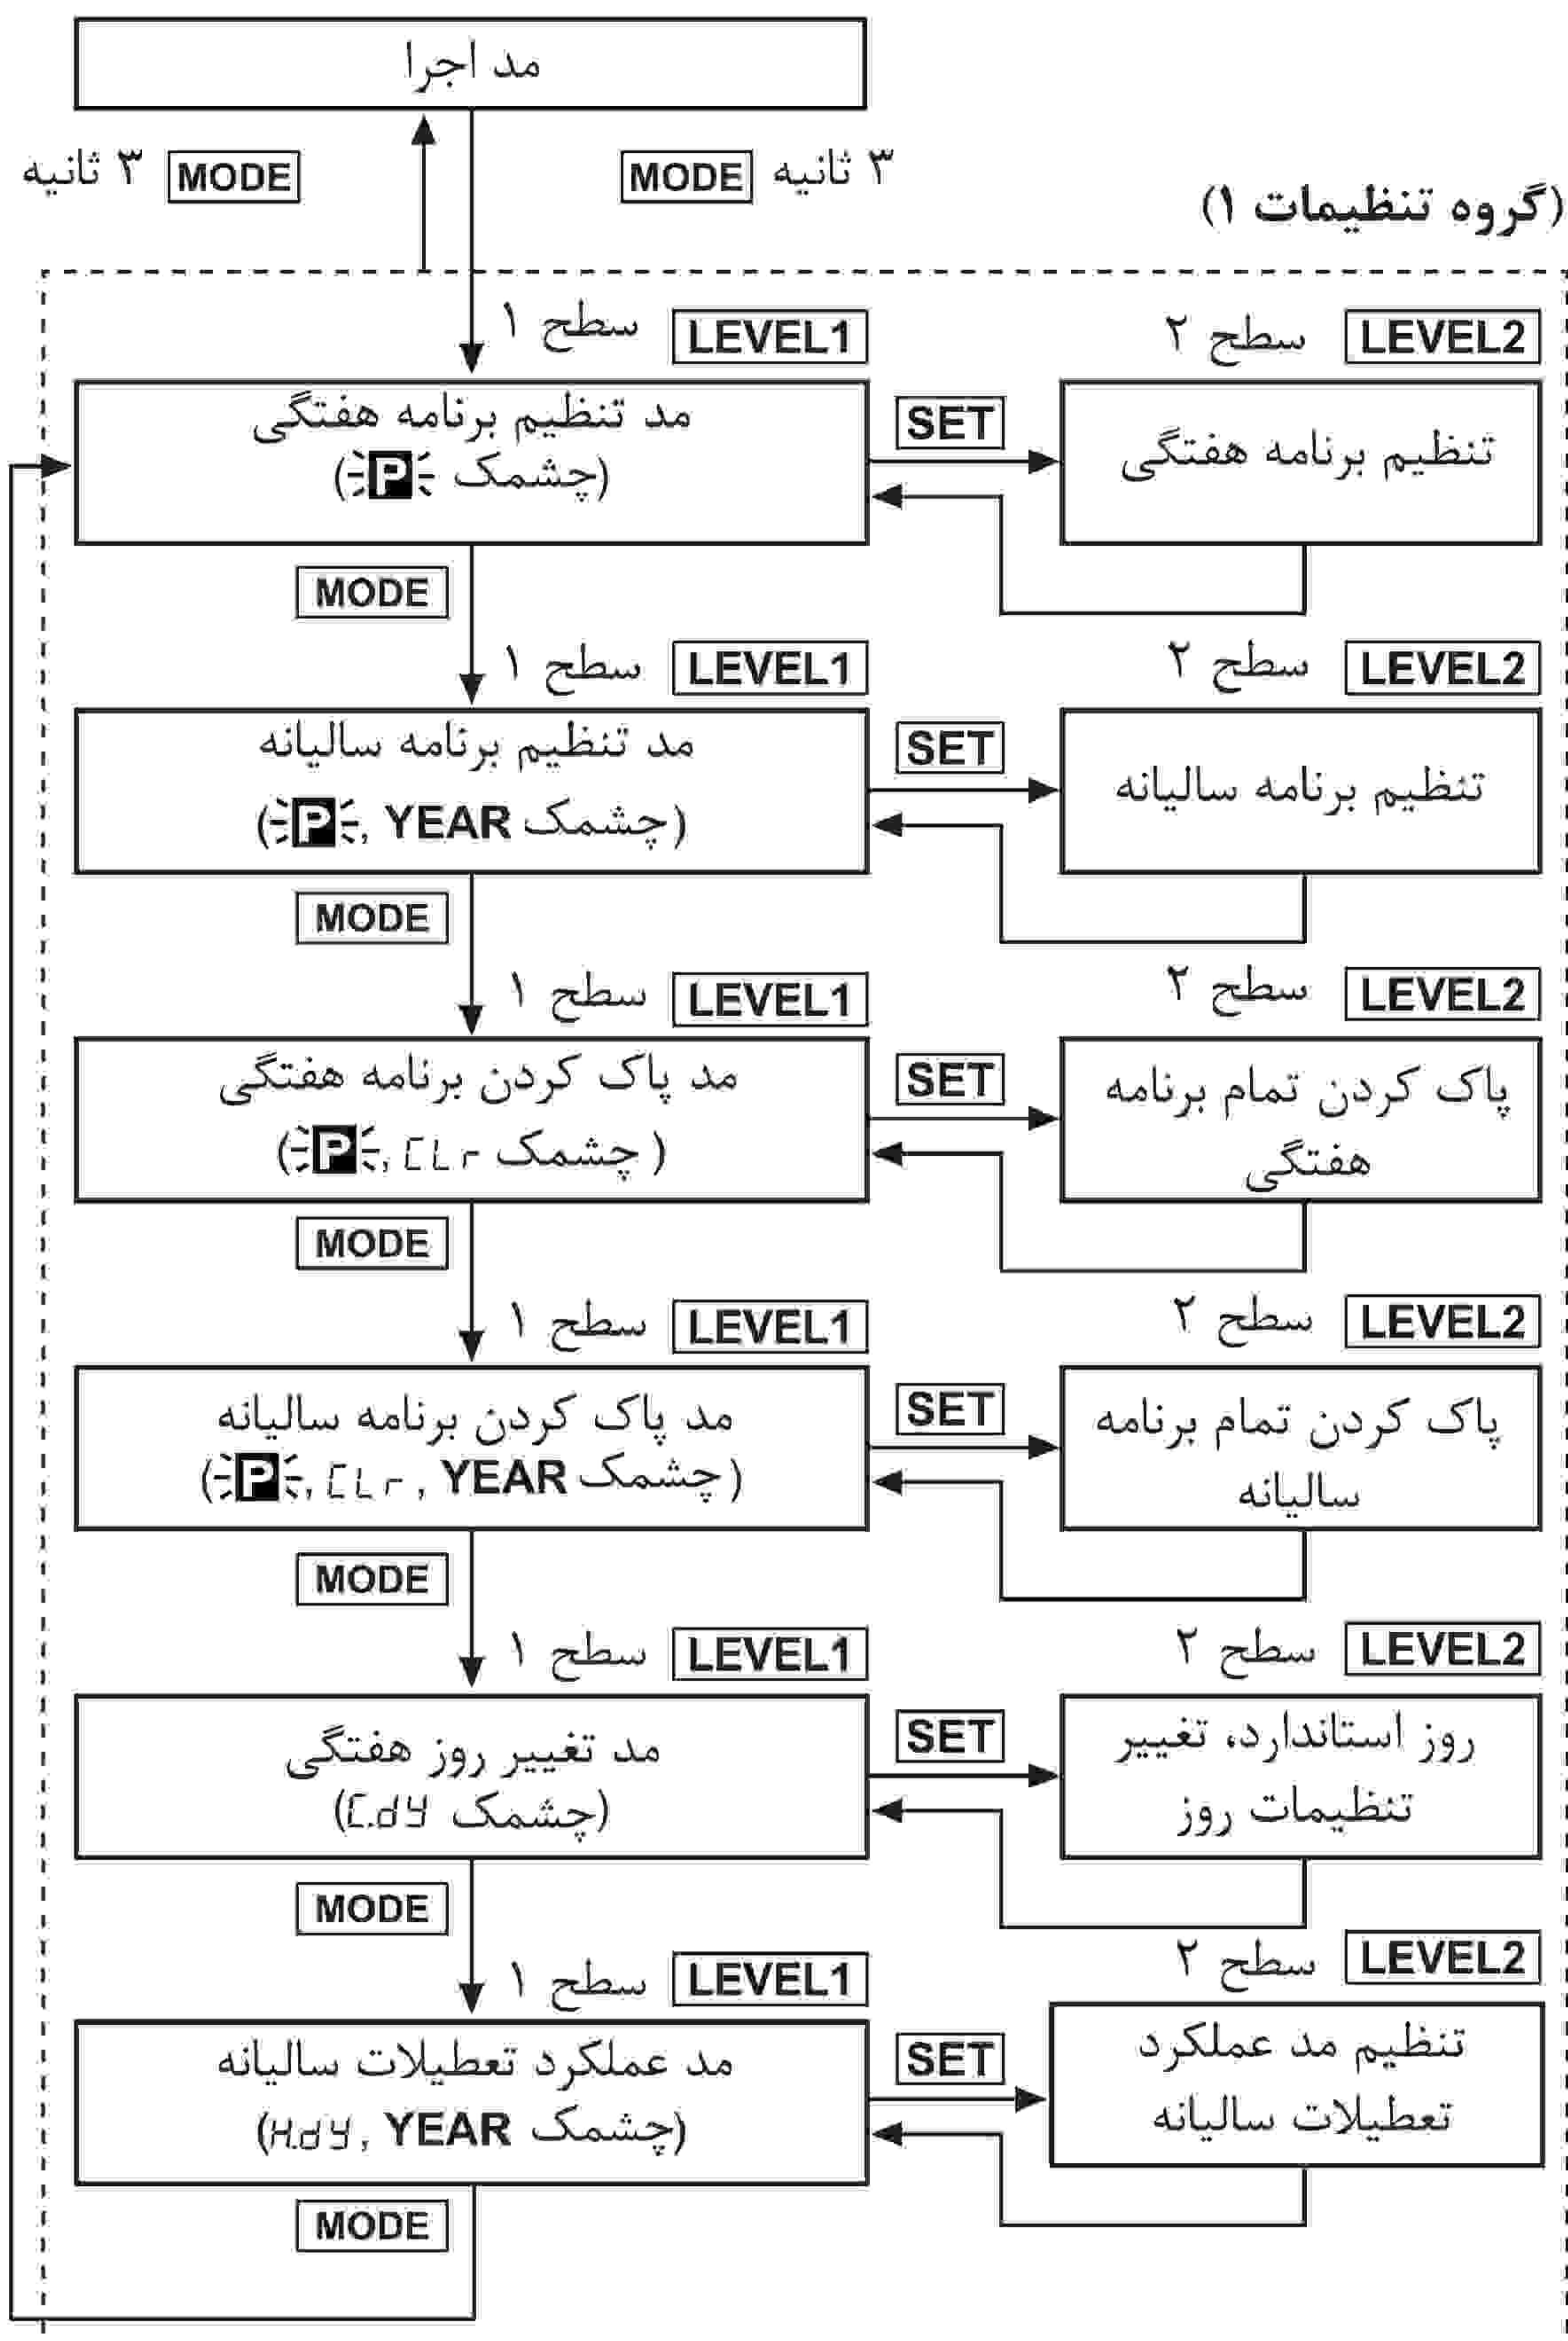 مد اجرا
۳ ثانیه MODE
MODE ۳ ثانیه
(گروه تنظیمات ۱)
سطح ۱ LEVEL1
سطح ۲ LEVEL2
مد تنظیم برنامه هفتگی
(چشمک P)
SET
تنظیم برنامه هفتگی
MODE
سطح ۱ LEVEL1
سطح ۲ LEVEL2
مد تنظیم برنامه سالیانه
(چشمک P, YEAR)
SET
تنظیم برنامه سالیانه
MODE
سطح ۱ LEVEL1
سطح ۲ LEVEL2
مد پاک کردن برنامه هفتگی
(چشمک P, CLr)
SET
پاک کردن تمام برنامه
هفتگی
MODE
سطح ۱ LEVEL1
سطح ۲ LEVEL2
مد پاک کردن برنامه سالیانه
(چشمک P, CLr, YEAR)
SET
پاک کردن تمام برنامه
سالیانه
MODE
سطح ۱ LEVEL1
سطح ۲ LEVEL2
مد تغییر روز هفتگی
(چشمک C.dY)
SET
روز استاندارد، تغییر
تنظیمات روز
MODE
سطح ۱ LEVEL1
سطح ۲ LEVEL2
مد عملکرد تعطیلات سالیانه
(چشمک H.dY, YEAR)
SET
تنظیم مد عملکرد
تعطیلات سالیانه
MODE